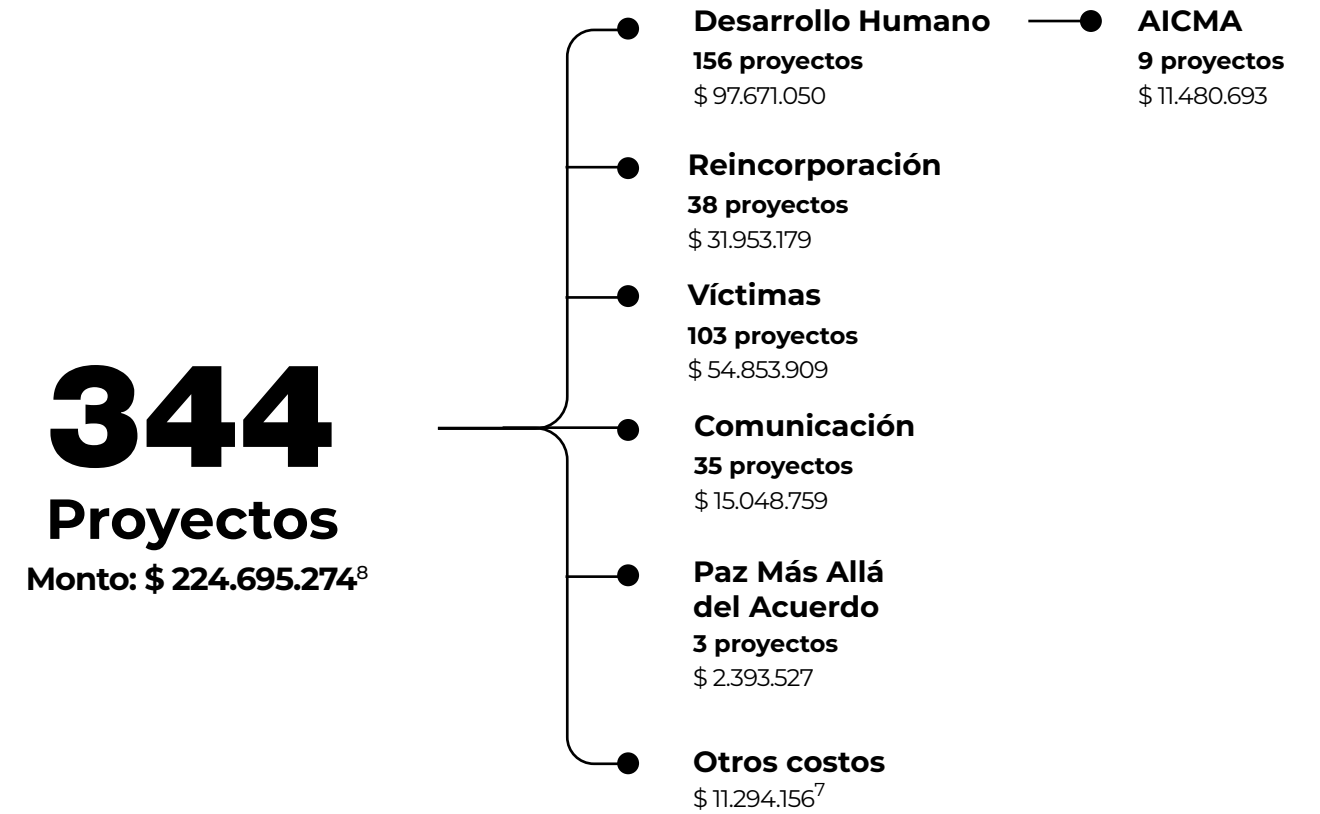 344
Proyectos
Monto: $ 224.695.274⁸
Desarrollo Humano
156 proyectos
$ 97.671.050
AICMA
9 proyectos
$ 11.480.693
Reincorporación
38 proyectos
$ 31.953.179
Víctimas
103 proyectos
$ 54.853.909
Comunicación
35 proyectos
$ 15.048.759
Paz Más Allá
del Acuerdo
3 proyectos
$ 2.393.527
Otros costos
$ 11.294.156⁷